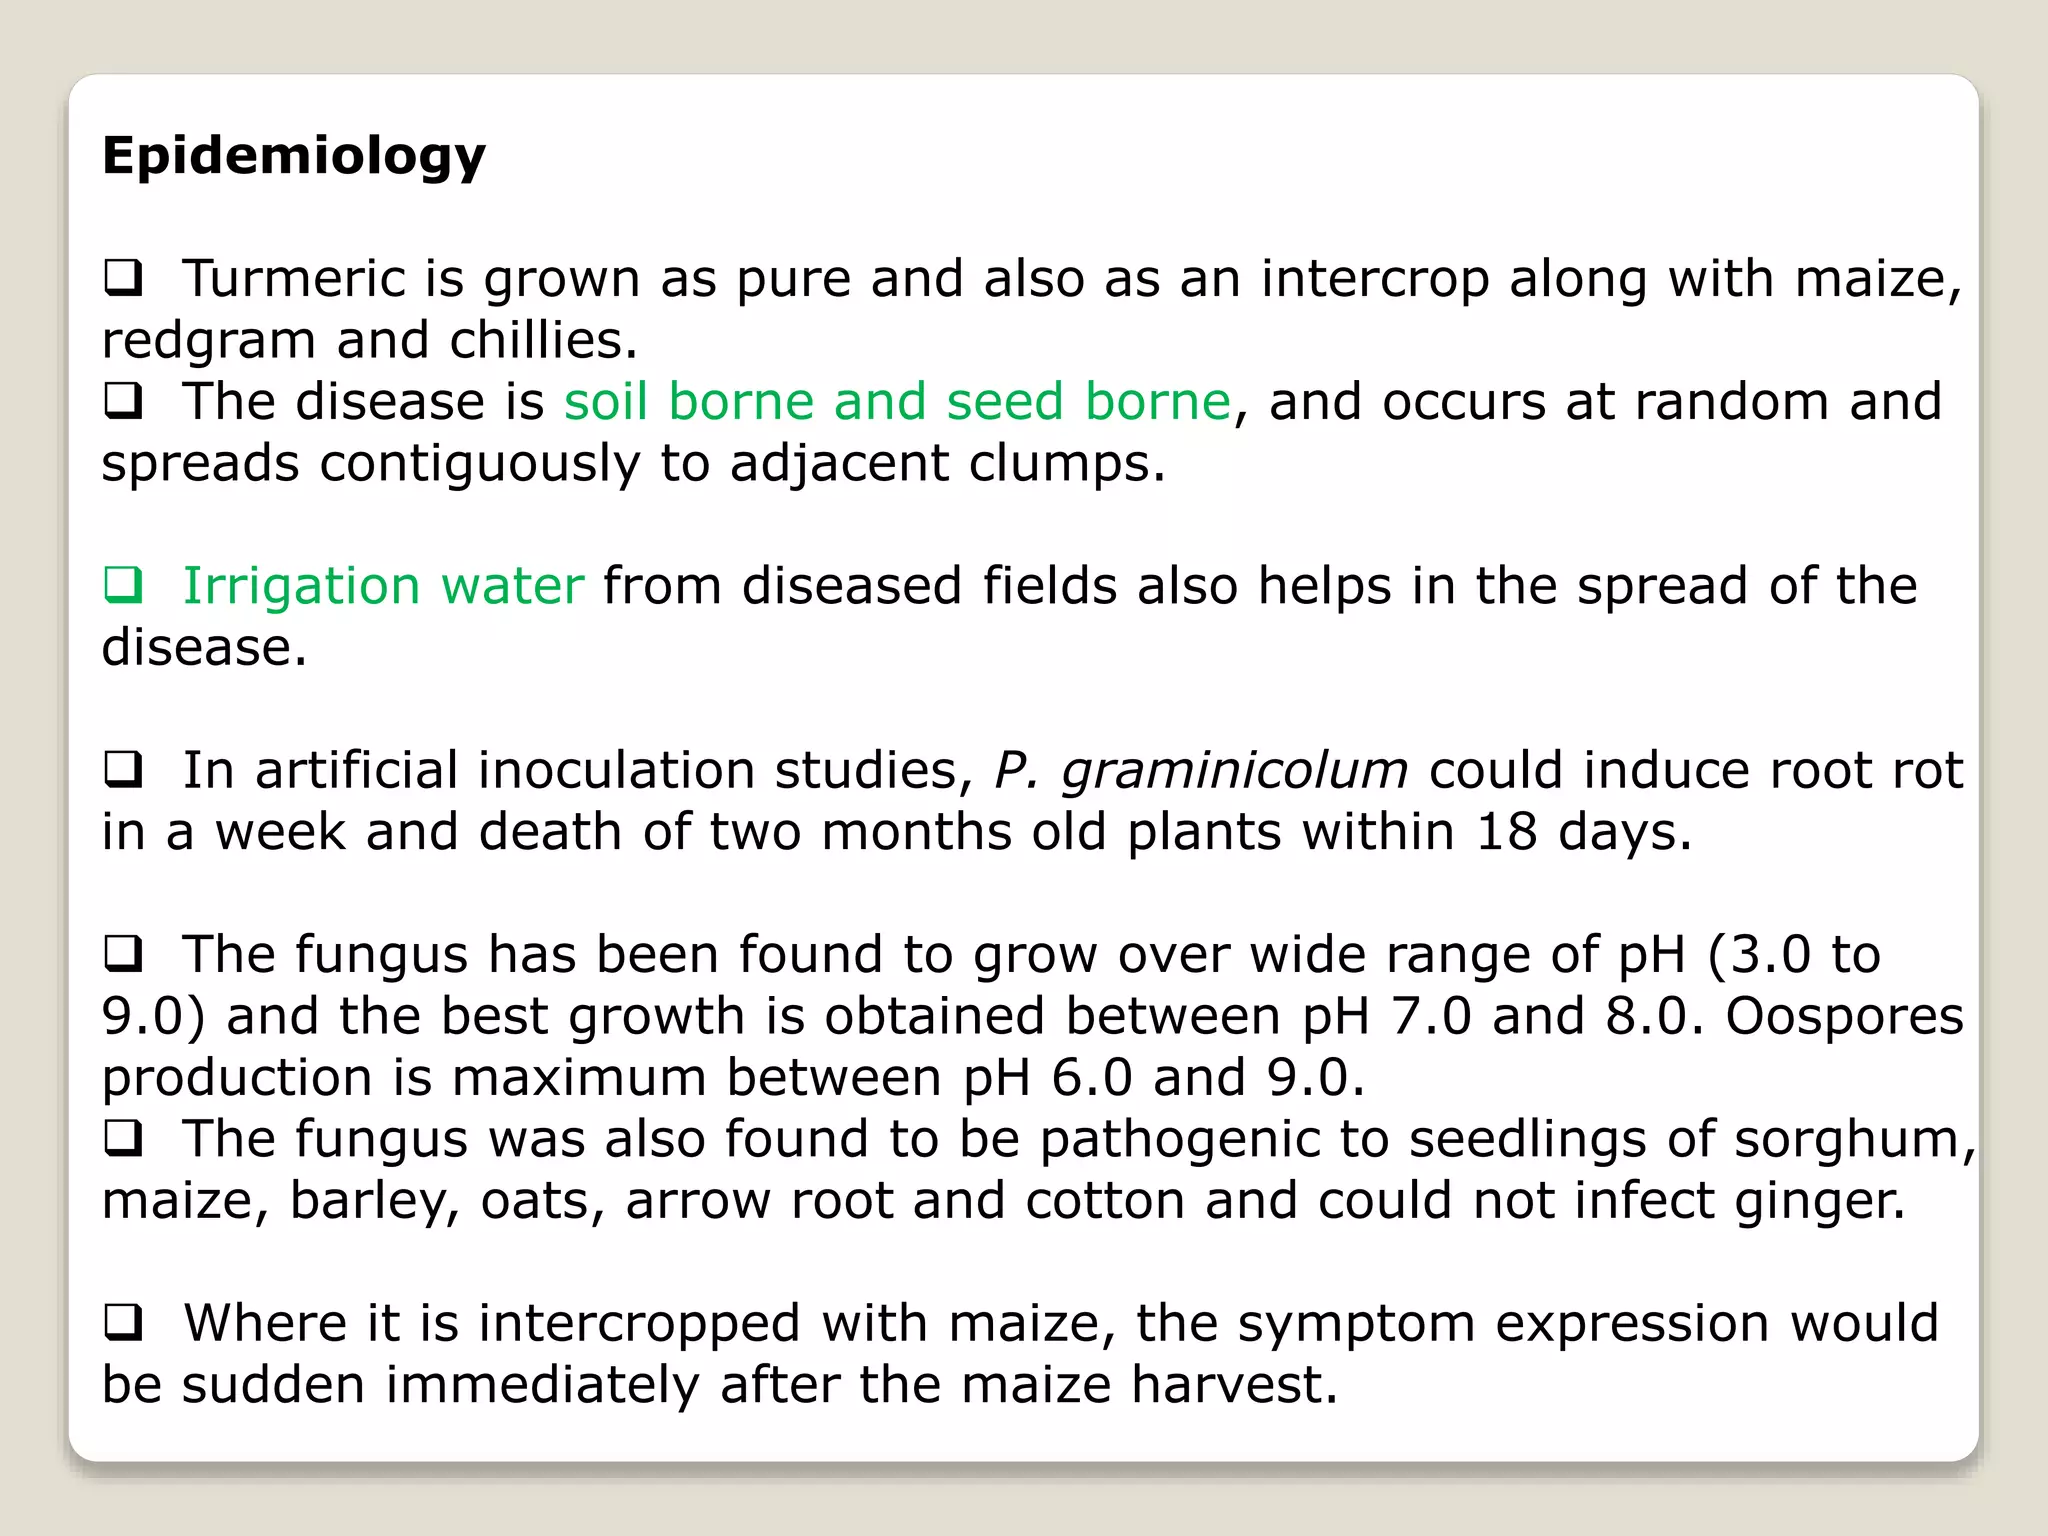 Epidemiology
❑ Turmeric is grown as pure and also as an intercrop along with maize,
redgram and chillies.
❑ The disease is soil borne and seed borne, and occurs at random and
spreads contiguously to adjacent clumps.
❑ Irrigation water from diseased fields also helps in the spread of the
disease.
❑ In artificial inoculation studies, P. graminicolum could induce root rot
in a week and death of two months old plants within 18 days.
❑ The fungus has been found to grow over wide range of pH (3.0 to
9.0) and the best growth is obtained between pH 7.0 and 8.0. Oospores
production is maximum between pH 6.0 and 9.0.
❑ The fungus was also found to be pathogenic to seedlings of sorghum,
maize, barley, oats, arrow root and cotton and could not infect ginger.
❑ Where it is intercropped with maize, the symptom expression would
be sudden immediately after the maize harvest.